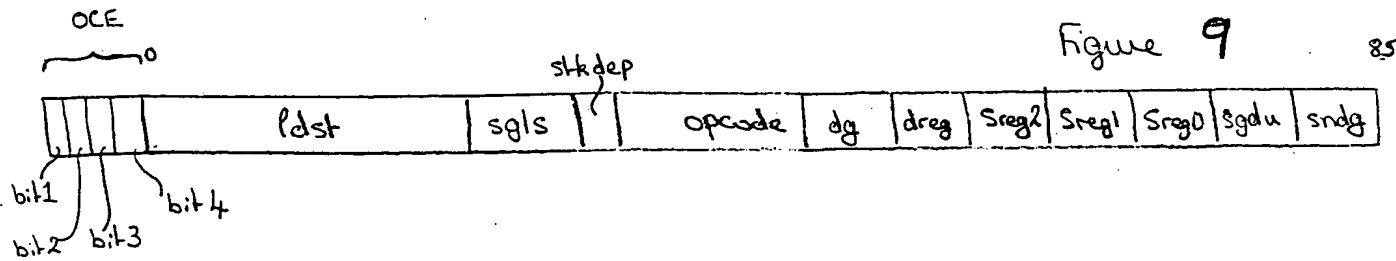 OCE
Figure 9
85
0
stkdep
ldst sgls opcode dg dreg Sreg2 Sreg1 Sreg0 sgdu sndg
bit1 bit4
bit2 bit3